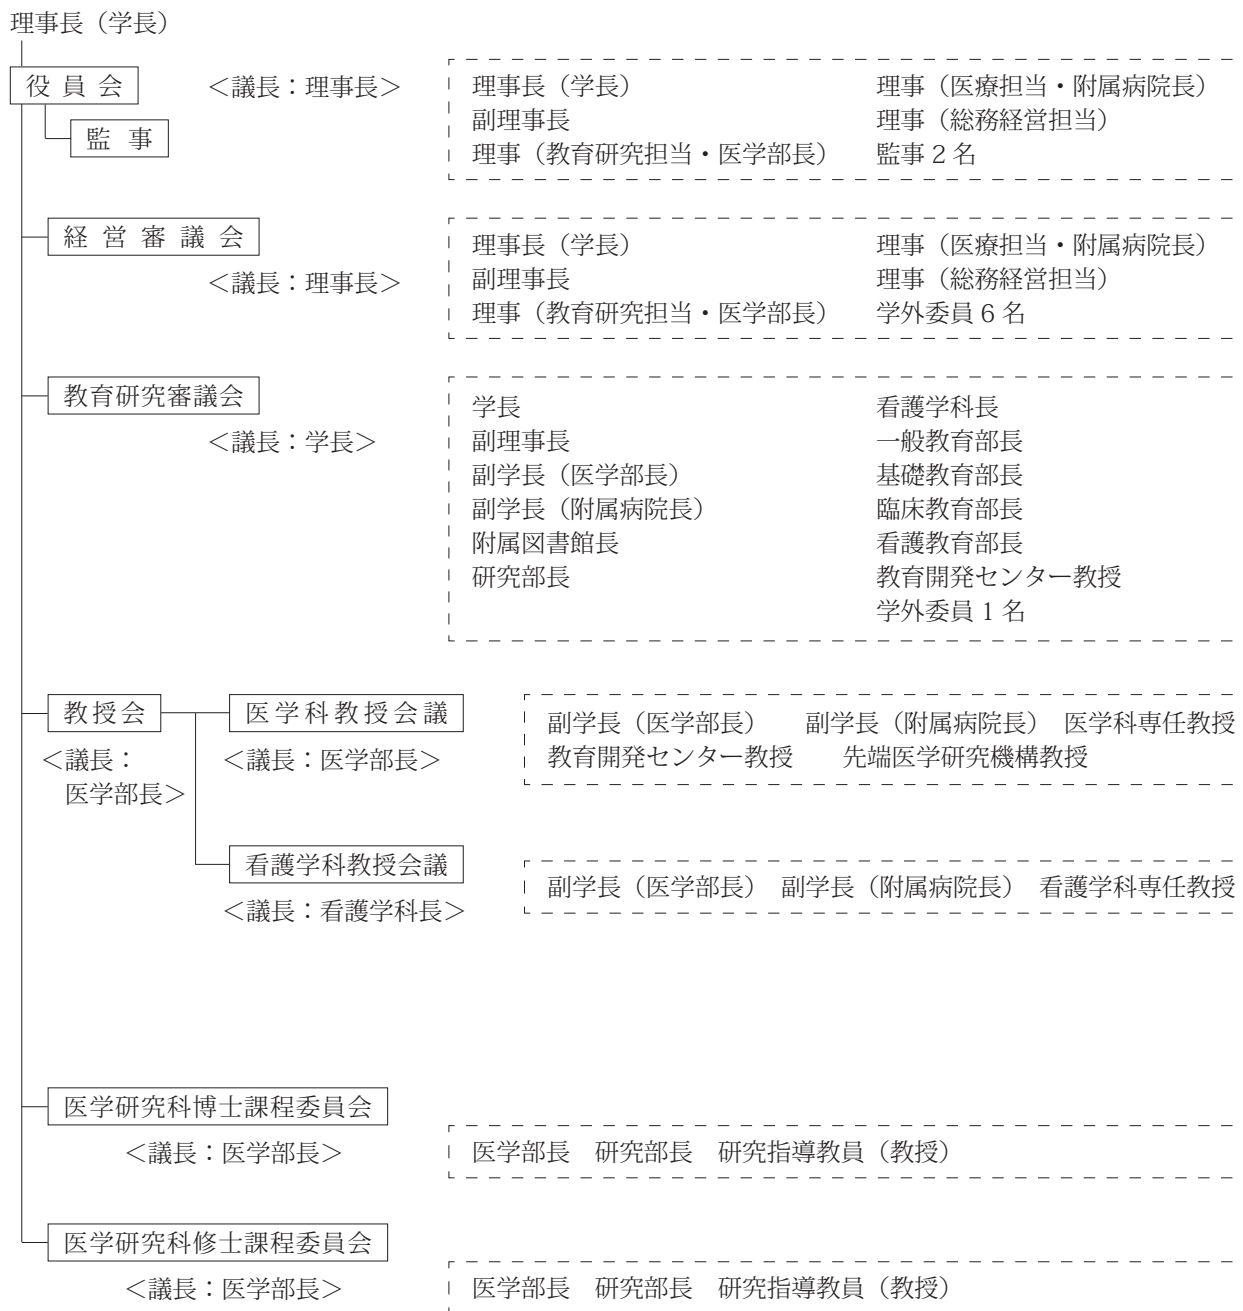 理事長（学長）
役員会 ＜議長：理事長＞
監事
理事長（学長） 理事（医療担当・附属病院長）
副理事長 理事（総務経営担当）
理事（教育研究担当・医学部長） 監事 2 名
経営審議会
＜議長：理事長＞
理事長（学長） 理事（医療担当・附属病院長）
副理事長 理事（総務経営担当）
理事（教育研究担当・医学部長） 学外委員 6 名
教育研究審議会
＜議長：学長＞
学長 看護学科長
副理事長 一般教育部長
副学長（医学部長） 基礎教育部長
副学長（附属病院長） 臨床教育部長
附属図書館長 看護教育部長
研究部長 教育開発センター教授
学外委員 1 名
教授会
＜議長：
医学部長＞
医学科教授会議
＜議長：医学部長＞
副学長（医学部長） 副学長（附属病院長） 医学科専任教授
教育開発センター教授 先端医学研究機構教授
看護学科教授会議
＜議長：看護学科長＞
副学長（医学部長） 副学長（附属病院長） 看護学科専任教授
医学研究科博士課程委員会
＜議長：医学部長＞
医学部長 研究部長 研究指導教員（教授）
医学研究科修士課程委員会
＜議長：医学部長＞
医学部長 研究部長 研究指導教員（教授）